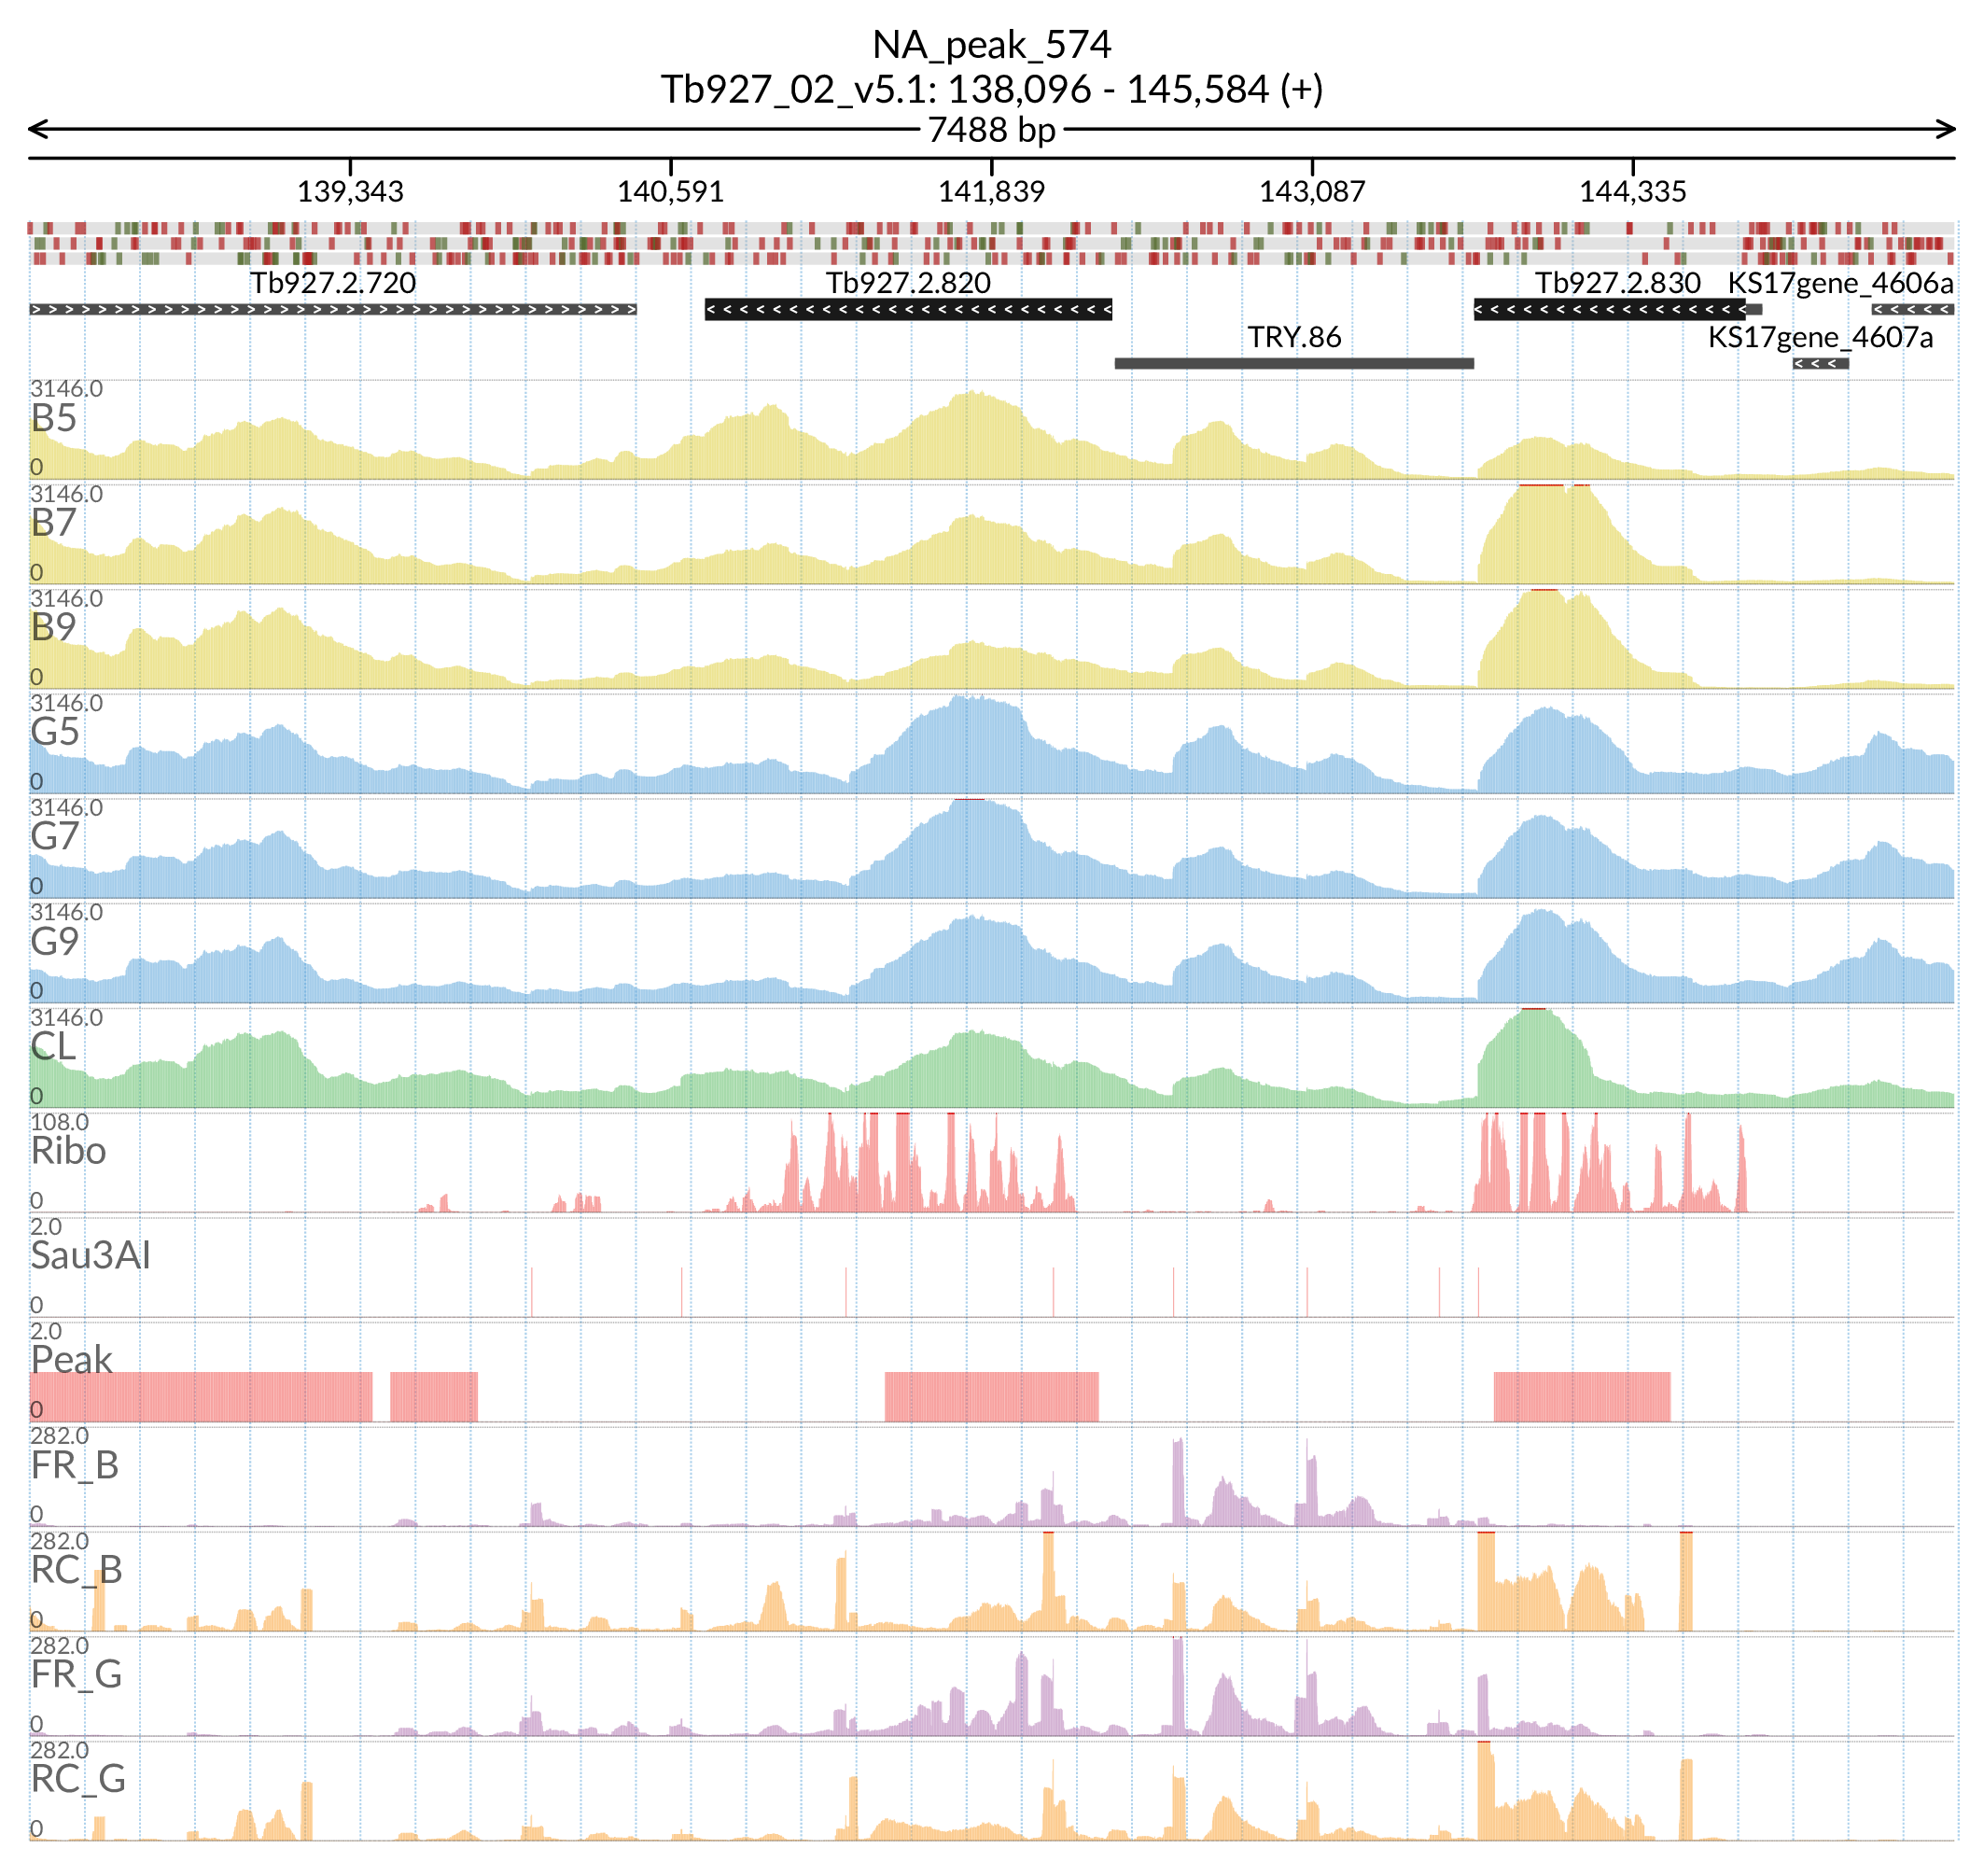 NA_peak_574
Tb927_02_v5.1: 138,096 - 145,584 (+)
7488 bp
139,343 140,591 141,839 143,087 144,335
Tb927.2.720 Tb927.2.820 Tb927.2.830 KS17gene_4606a
TRY.86 KS17gene_4607a
3146.0
B5
0
3146.0
B7
0
3146.0
B9
0
3146.0
G5
0
3146.0
G7
0
3146.0
G9
0
3146.0
CL
0
108.0
Ribo
0
2.0
Sau3AI
0
2.0
Peak
0
282.0
FR_B
0
282.0
RC_B
0
282.0
FR_G
0
282.0
RC_G
0